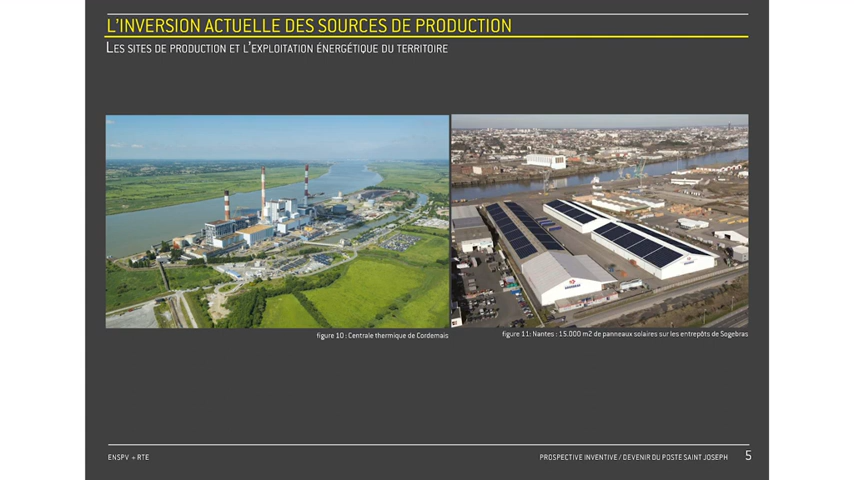 L'INVERSION ACTUELLE DES SOURCES DE PRODUCTION
LES SITES DE PRODUCTION ET L'EXPLOITATION ÉNERGÉTIQUE DU TERRITOIRE
figure 10 : Centrale thermique de Cordemais
figure 11: Nantes : 15.000 m2 de panneaux solaires sur les entrepôts de Sogebras
ENSPV + RTE
PROSPECTIVE INVENTIVE / DEVENIR DU POSTE SAINT JOSEPH 5